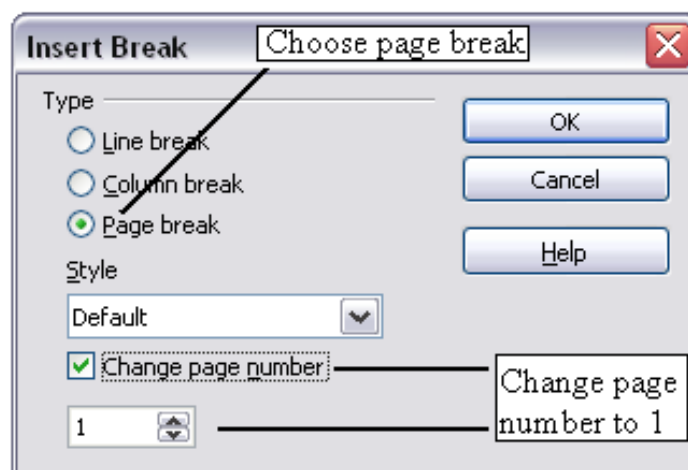 Insert Break
Choose page break
Type
Line break
Column break
Page break
OK
Cancel
Help
Style
Default
Change page number
1
Change page
number to 1